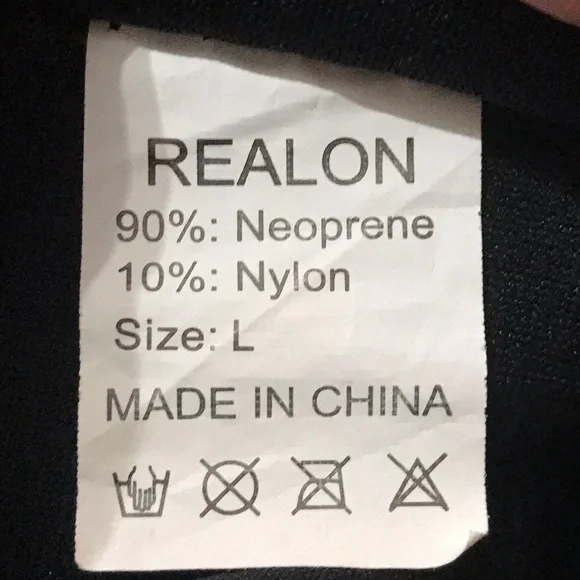 REALON
90%: Neoprene
10%: Nylon
Size: L
MADE IN CHINA